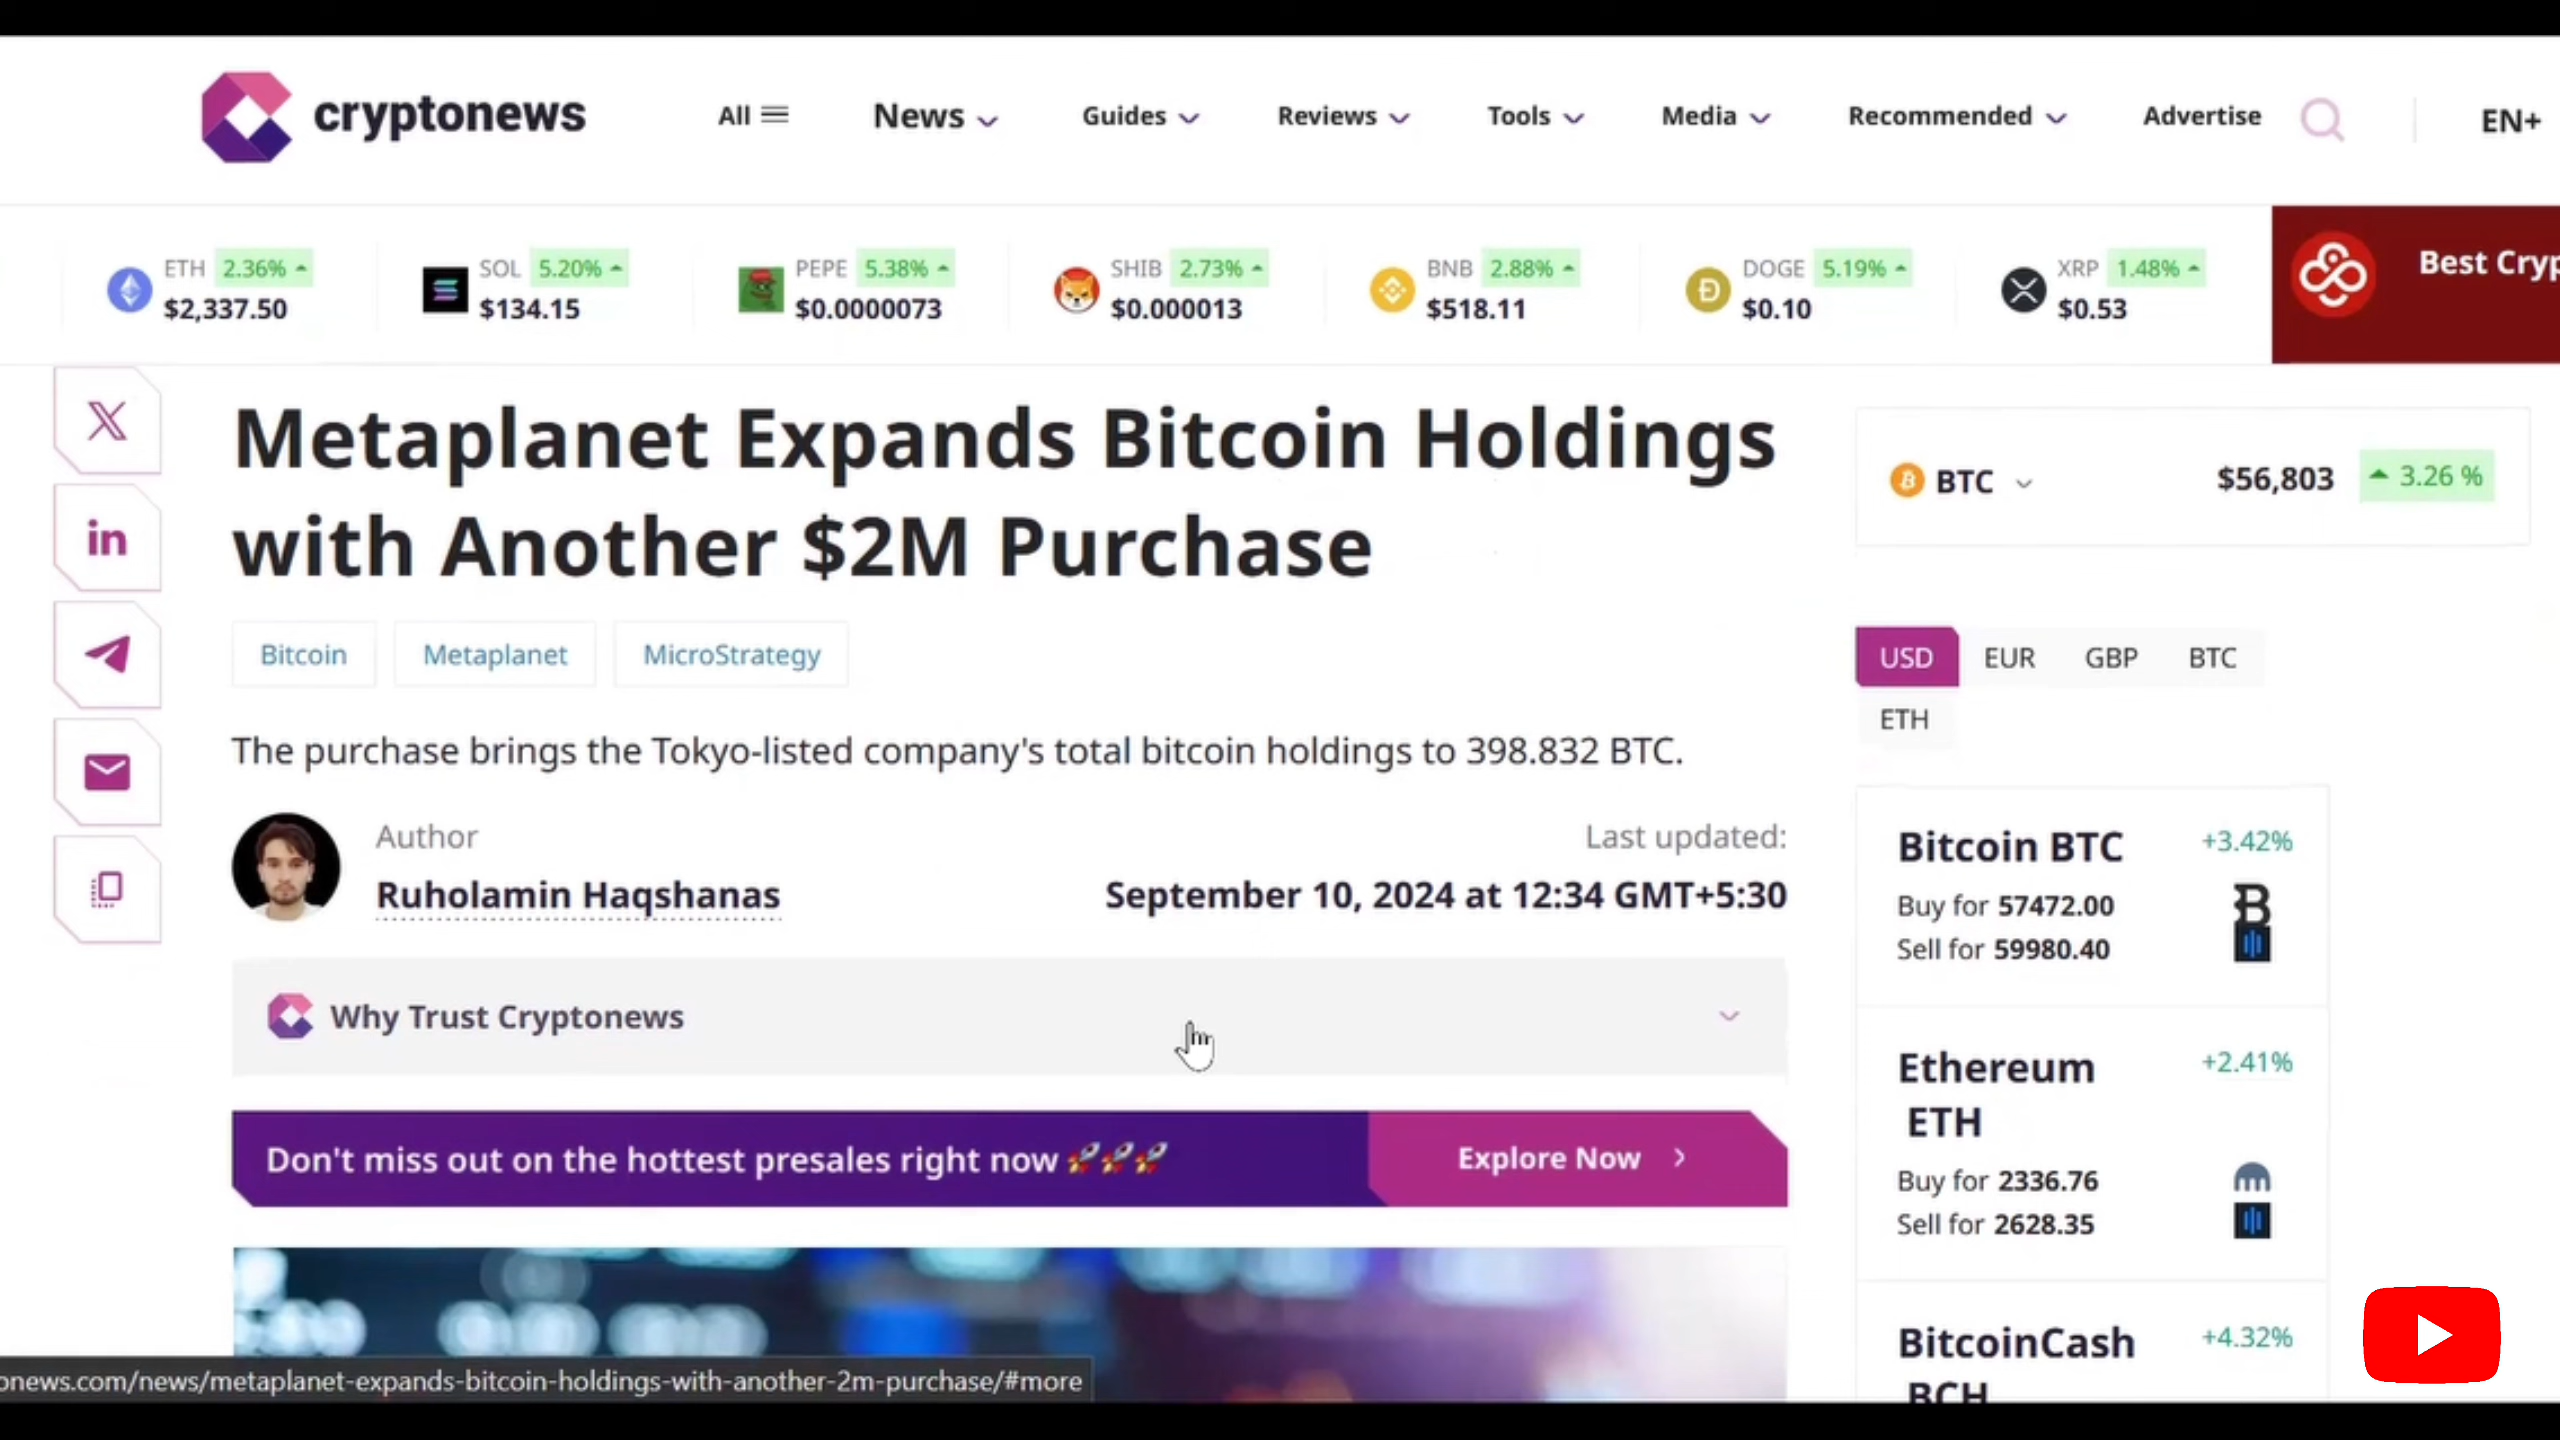 cryptonews
All
News
Guides
Reviews
Tools
Media
Recommended
Advertise
EN+
ETH 2.36%
$2,337.50
SOL 5.20%
$134.15
PEPE 5.38%
$0.0000073
SHIB 2.73%
$0.000013
BNB 2.88%
$518.11
DOGE 5.19%
$0.10
XRP 1.48%
$0.53
Best Cryp
Metaplanet Expands Bitcoin Holdings
with Another $2M Purchase
Bitcoin
Metaplanet
MicroStrategy
The purchase brings the Tokyo-listed company's total bitcoin holdings to 398.832 BTC.
Author
Ruholamin Haqshanas
Last updated:
September 10, 2024 at 12:34 GMT+5:30
Why Trust Cryptonews
Don't miss out on the hottest presales right now 🚀🚀🚀
Explore Now
BTC $56,803 3.26 %
USD EUR GBP BTC
ETH
Bitcoin BTC +3.42%
Buy for 57472.00
Sell for 59980.40
Ethereum +2.41%
ETH
Buy for 2336.76
Sell for 2628.35
BitcoinCash +4.32%
BCH
onews.com/news/metaplanet-expands-bitcoin-holdings-with-another-2m-purchase/#more